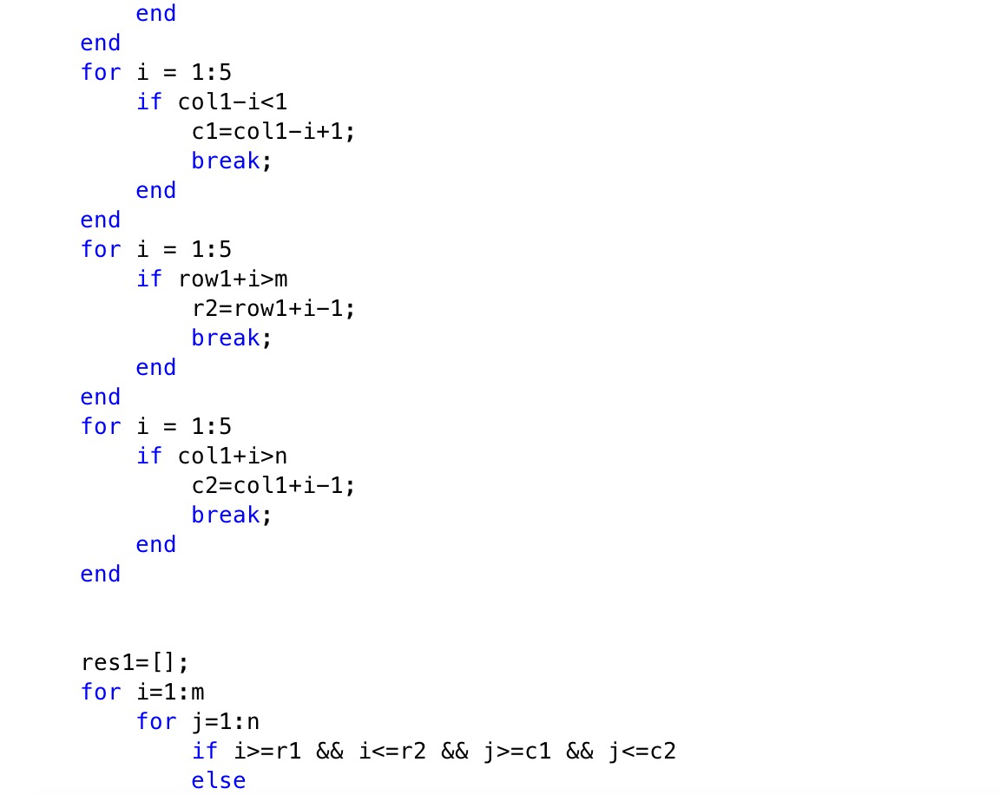 end
end
for i = 1:5
if col1-i<1
c1=col1-i+1;
break;
end
end
for i = 1:5
if row1+i>m
r2=row1+i-1;
break;
end
end
for i = 1:5
if col1+i>n
c2=col1+i-1;
break;
end
end
res1=[];
for i=1:m
for j=1:n
if i>=r1 && i<=r2 && j>=c1 && j<=c2
else